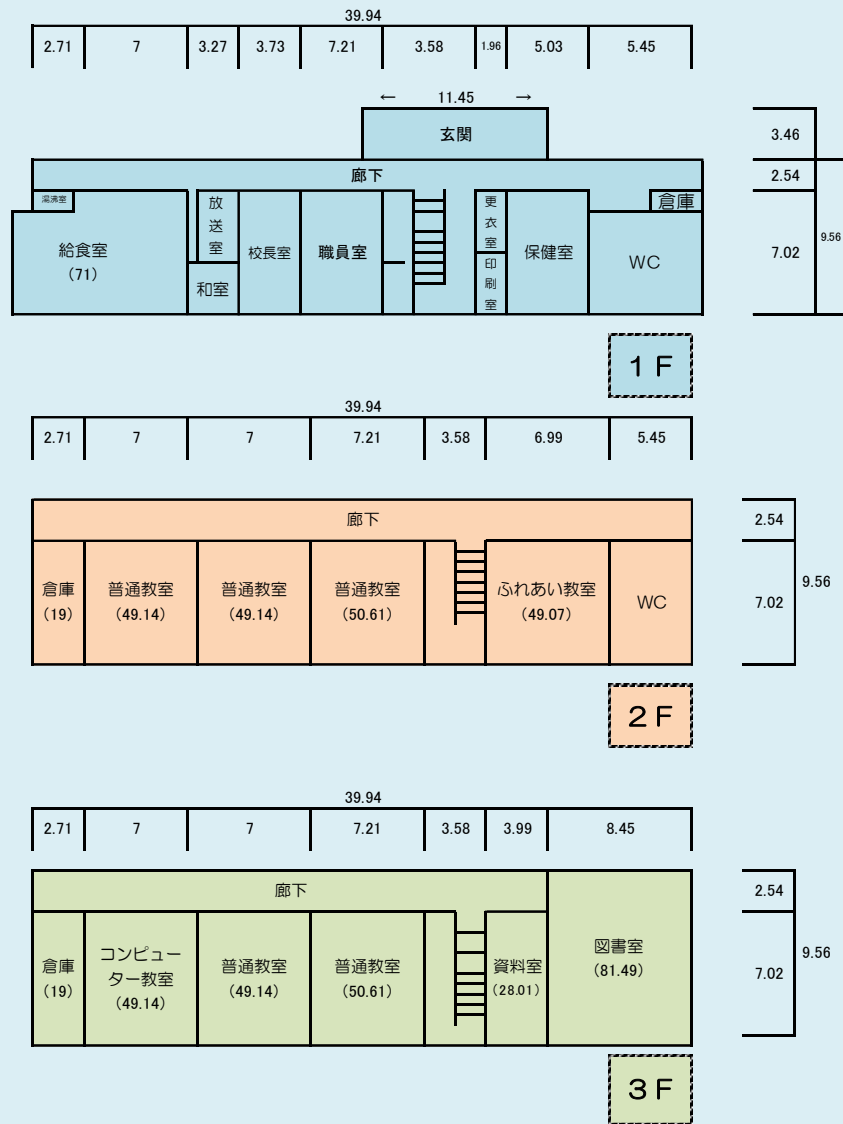 39.94
2.71 7 3.27 3.73 7.21 3.58 1.96 5.03 5.45
← 11.45 →
玄関
3.46
廊下
2.54
湯沸室
放送室
更衣室
倉庫
給食室
(71)
校長室
職員室
保健室
WC
7.02
9.56
和室
印刷室
1F
39.94
2.71 7 7 7.21 3.58 6.99 5.45
廊下
2.54
倉庫
(19)
普通教室
(49.14)
普通教室
(49.14)
普通教室
(50.61)
ふれあい教室
(49.07)
WC
7.02
9.56
2F
39.94
2.71 7 7 7.21 3.58 3.99 8.45
廊下
2.54
倉庫
(19)
コンピュー
ター教室
(49.14)
普通教室
(49.14)
普通教室
(50.61)
資料室
(28.01)
図書室
(81.49)
7.02
9.56
3F